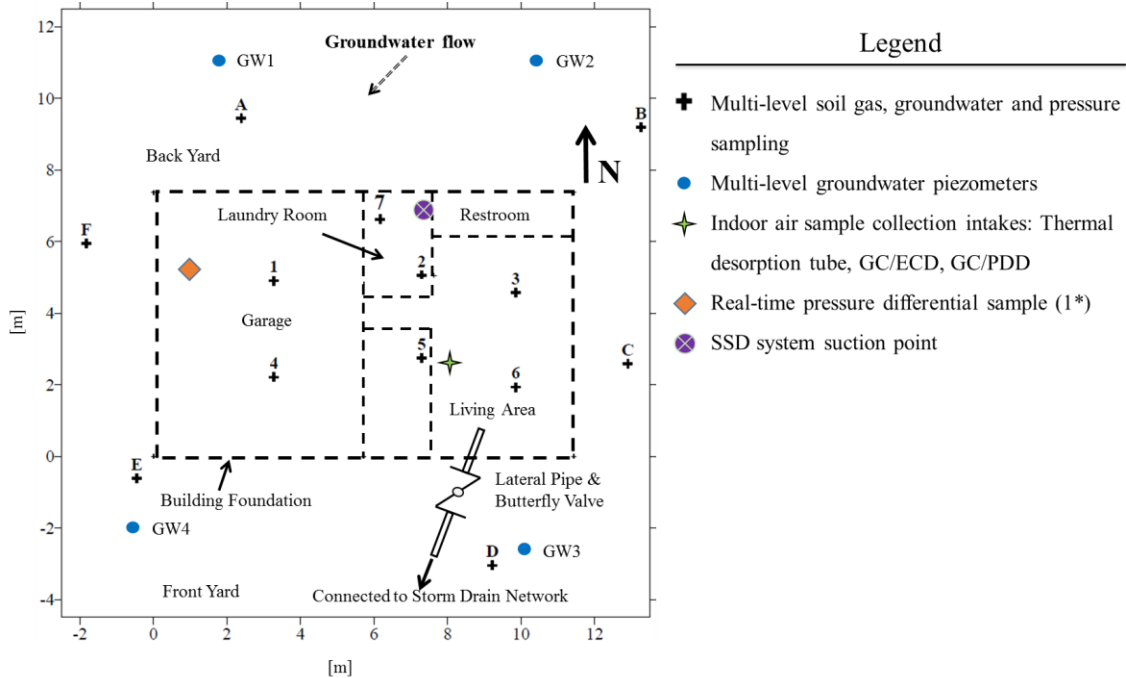 12
10
8
6
4
2
0
-2
-4
[m]
-2
0
2
4
6
8
10
12
[m]
Groundwater flow
GW1
GW2
A
B
Back Yard
N
7
Laundry Room
Restroom
F
1
2
3
Garage
4
5
6
C
Living Area
E
Building Foundation
Lateral Pipe &
Butterfly Valve
GW4
D
GW3
Front Yard
Connected to Storm Drain Network
Legend
Multi-level soil gas, groundwater and pressure
sampling
Multi-level groundwater piezometers
Indoor air sample collection intakes: Thermal
desorption tube, GC/ECD, GC/PDD
Real-time pressure differential sample (1*)
SSD system suction point